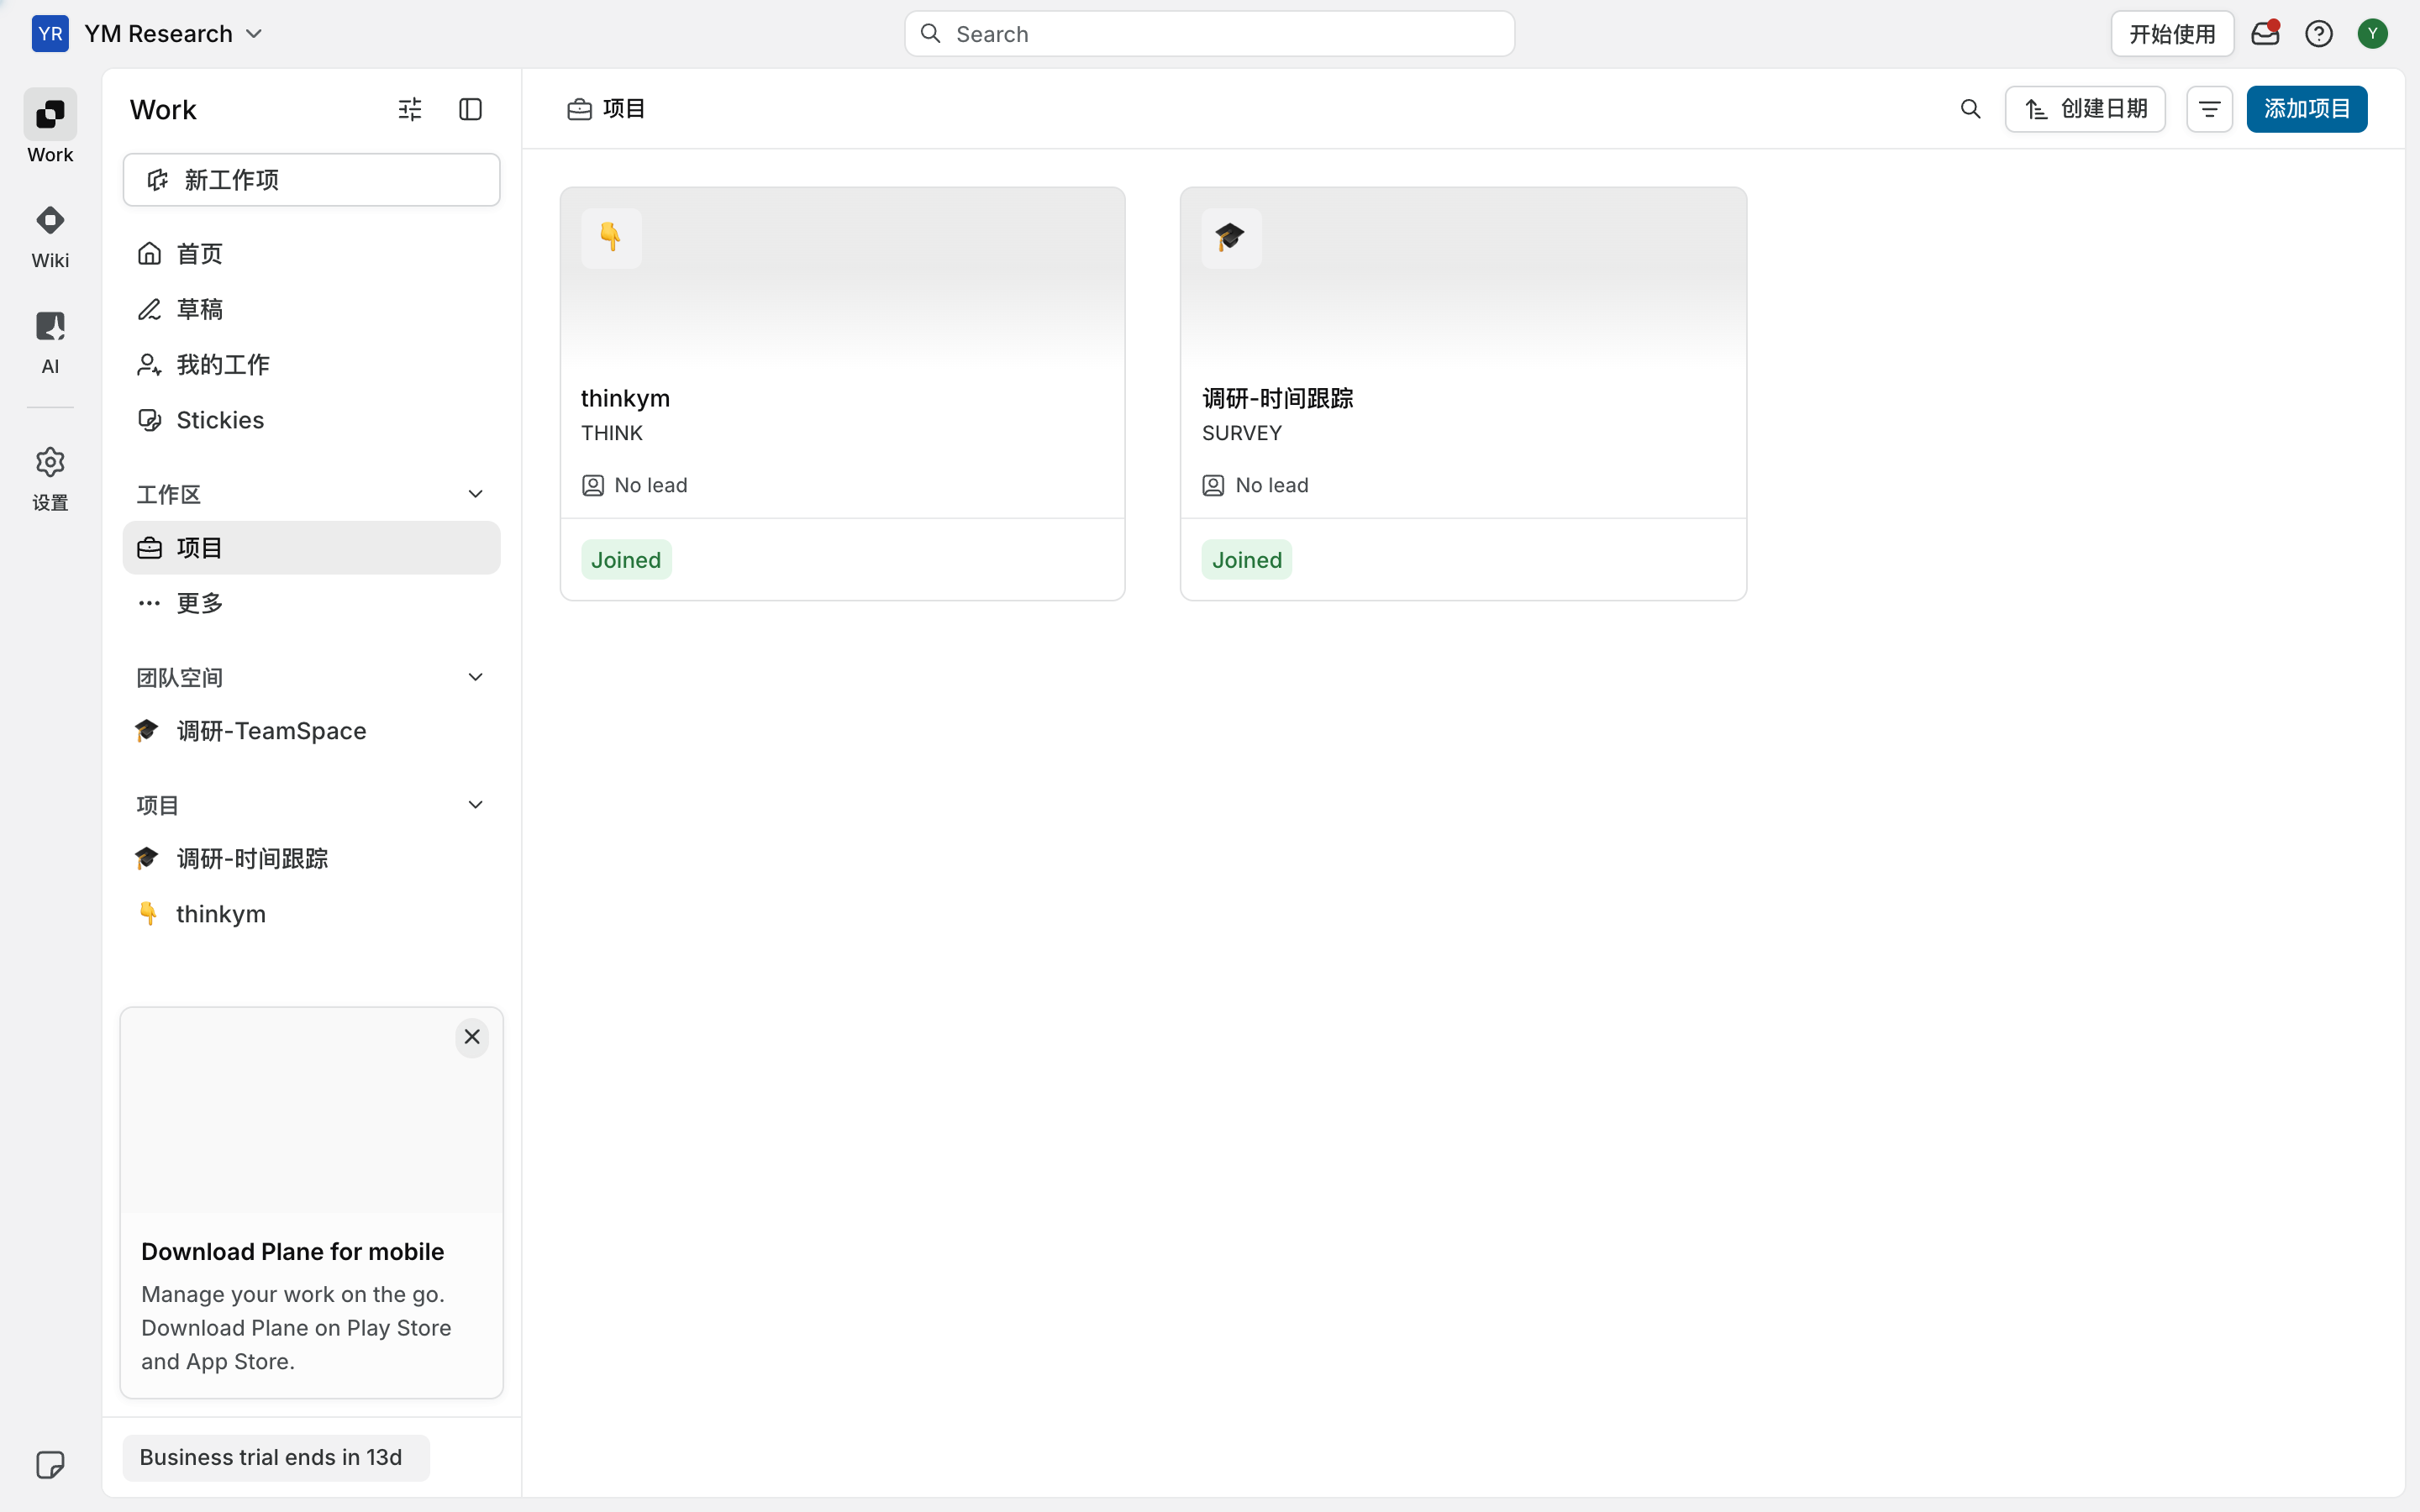 YR YM Research
Search
开始使用
Y
Work
Wiki
AI
设置
Work
新工作项
首页
草稿
我的工作
Stickies
工作区
项目
更多
团队空间
调研-TeamSpace
项目
调研-时间跟踪
thinkym
Download Plane for mobile
Manage your work on the go.
Download Plane on Play Store
and App Store.
Business trial ends in 13d
项目
创建日期
添加项目
thinkym
THINK
No lead
Joined
调研-时间跟踪
SURVEY
No lead
Joined